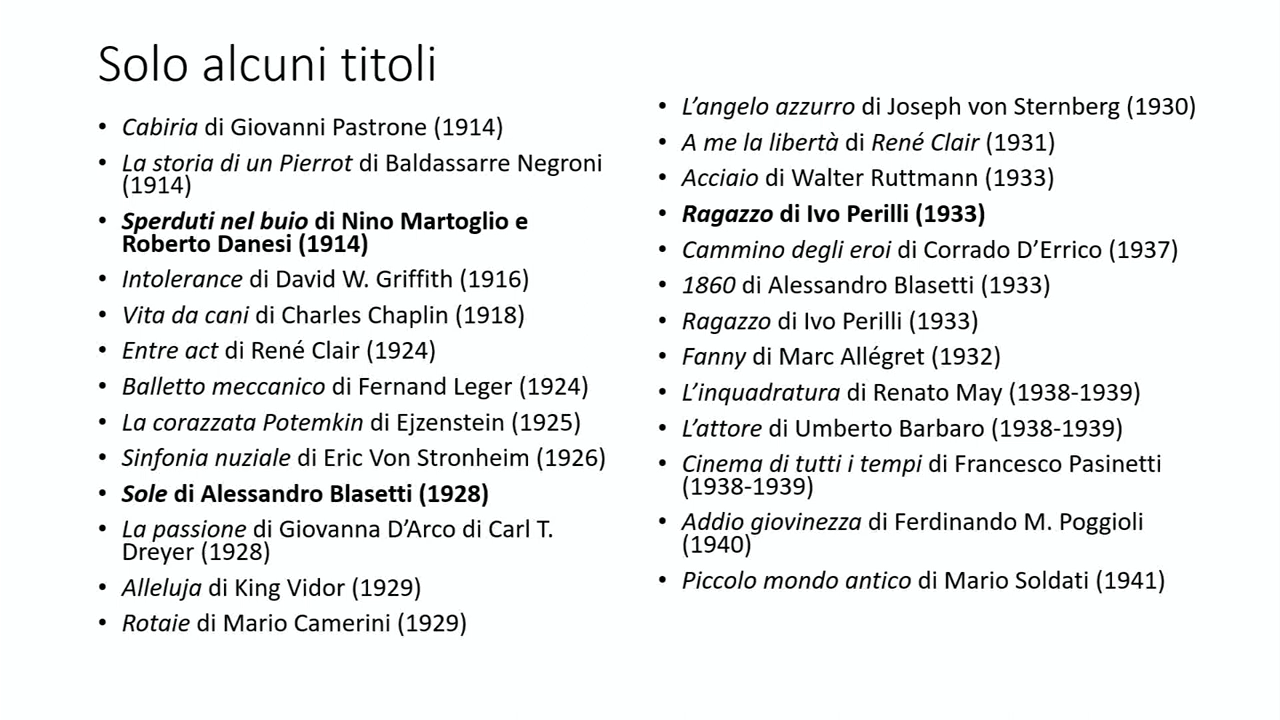 Solo alcuni titoli
• Cabiria di Giovanni Pastrone (1914)
• La storia di un Pierrot di Baldassarre Negroni
(1914)
• Sperduti nel buio di Nino Martoglio e
Roberto Danesi (1914)
• Intolerance di David W. Griffith (1916)
• Vita da cani di Charles Chaplin (1918)
• Entre act di René Clair (1924)
• Balletto meccanico di Fernand Leger (1924)
• La corazzata Potemkin di Ejzenstein (1925)
• Sinfonia nuziale di Eric Von Stronheim (1926)
• Sole di Alessandro Blasetti (1928)
• La passione di Giovanna D’Arco di Carl T.
Dreyer (1928)
• Alleluja di King Vidor (1929)
• Rotaie di Mario Camerini (1929)
• L’angelo azzurro di Joseph von Sternberg (1930)
• A me la libertà di René Clair (1931)
• Acciaio di Walter Ruttmann (1933)
• Ragazzo di Ivo Perilli (1933)
• Cammino degli eroi di Corrado D’Errico (1937)
• 1860 di Alessandro Blasetti (1933)
• Ragazzo di Ivo Perilli (1933)
• Fanny di Marc Allégret (1932)
• L’inquadratura di Renato May (1938-1939)
• L’attore di Umberto Barbaro (1938-1939)
• Cinema di tutti i tempi di Francesco Pasinetti
(1938-1939)
• Addio giovinezza di Ferdinando M. Poggioli
(1940)
• Piccolo mondo antico di Mario Soldati (1941)